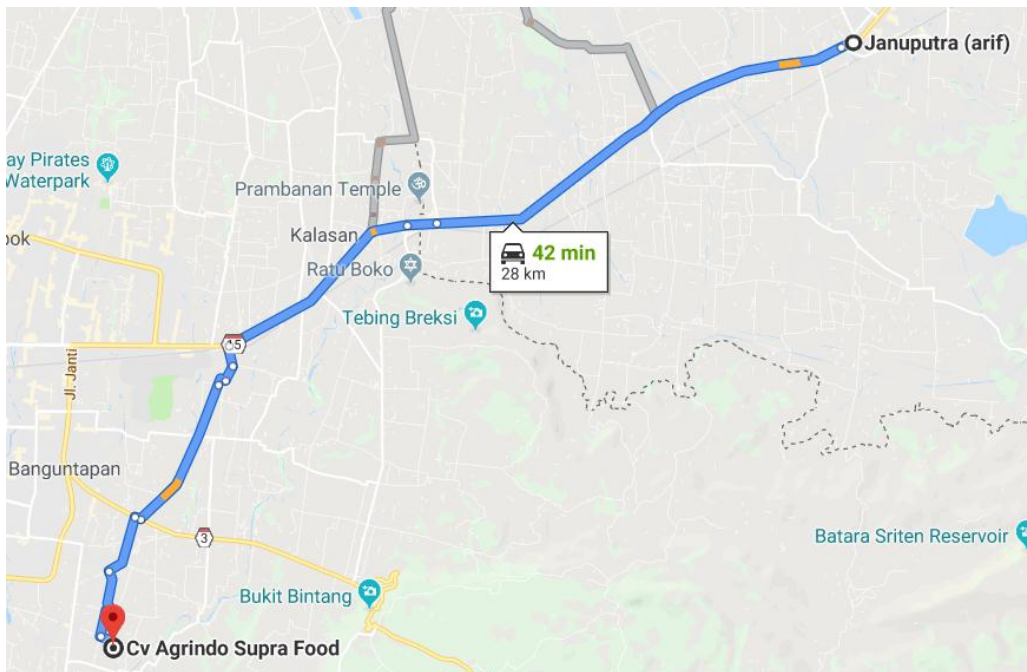 Januputra (arif)
ay Pirates
Waterpark
Prambanan Temple
Kalasan
ok
42 min
28 km
Ratu Boko
Tebing Breksi
15
Jl. Janti
Banguntapan
3
Batara Sriten Reservoir
Bukit Bintang
Cv Agrindo Supra Food